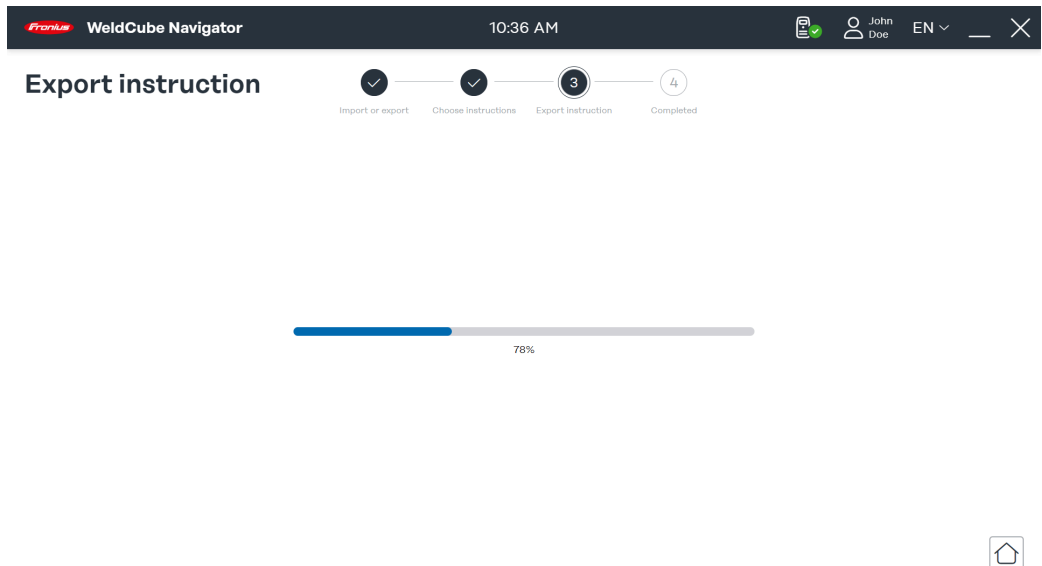 Fronius WeldCube Navigator 10:36 AM John Doe EN
Export instruction
3 4
Import or export Choose instructions Export instruction Completed
78%